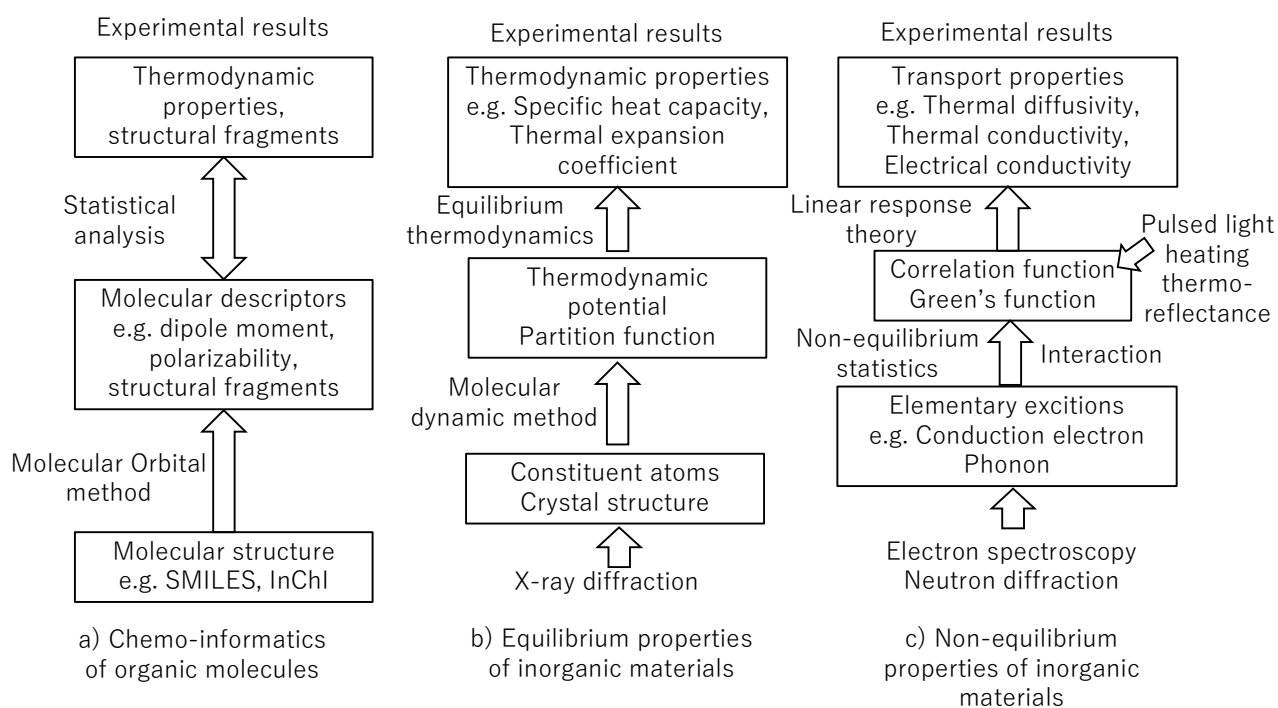 Experimental results
Thermodynamic
properties,
structural fragments
Statistical
analysis
Molecular descriptors
e.g. dipole moment,
polarizability,
structural fragments
Molecular Orbital
method
Molecular structure
e.g. SMILES, InChI
a) Chemo-informatics
of organic molecules
Experimental results
Thermodynamic properties
e.g. Specific heat capacity,
Thermal expansion
coefficient
Equilibrium
thermodynamics
Thermodynamic
potential
Partition function
Molecular
dynamic method
Constituent atoms
Crystal structure
X-ray diffraction
b) Equilibrium properties
of inorganic materials
Experimental results
Transport properties
e.g. Thermal diffusivity,
Thermal conductivity,
Electrical conductivity
Linear response
theory
Pulsed light
heating
thermo-
reflectance
Correlation function
Green's function
Non-equilibrium
statistics
Interaction
Elementary excitions
e.g. Conduction electron
Phonon
Electron spectroscopy
Neutron diffraction
c) Non-equilibrium
properties of inorganic
materials